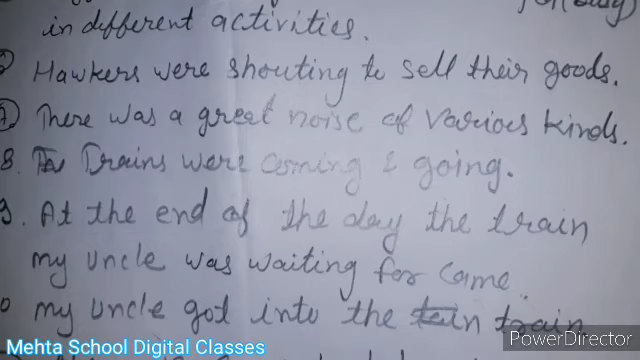 in different activities.
Hawkers were shouting to sell their goods.
7 There was a great noise of various kinds.
8. Trains were coming & going.
9. At the end of the day the train
my uncle was waiting for came.
my uncle got into the train
PowerDirector
Mehta School Digital Classes